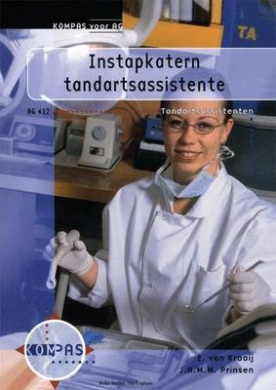 KOMPAS voor AG
TA
Instapkatern
tandartsassistente
AG 412
Tandartsassistenten
E. van Kraaij
J.A.M.M. Prinsen
KOMPAS